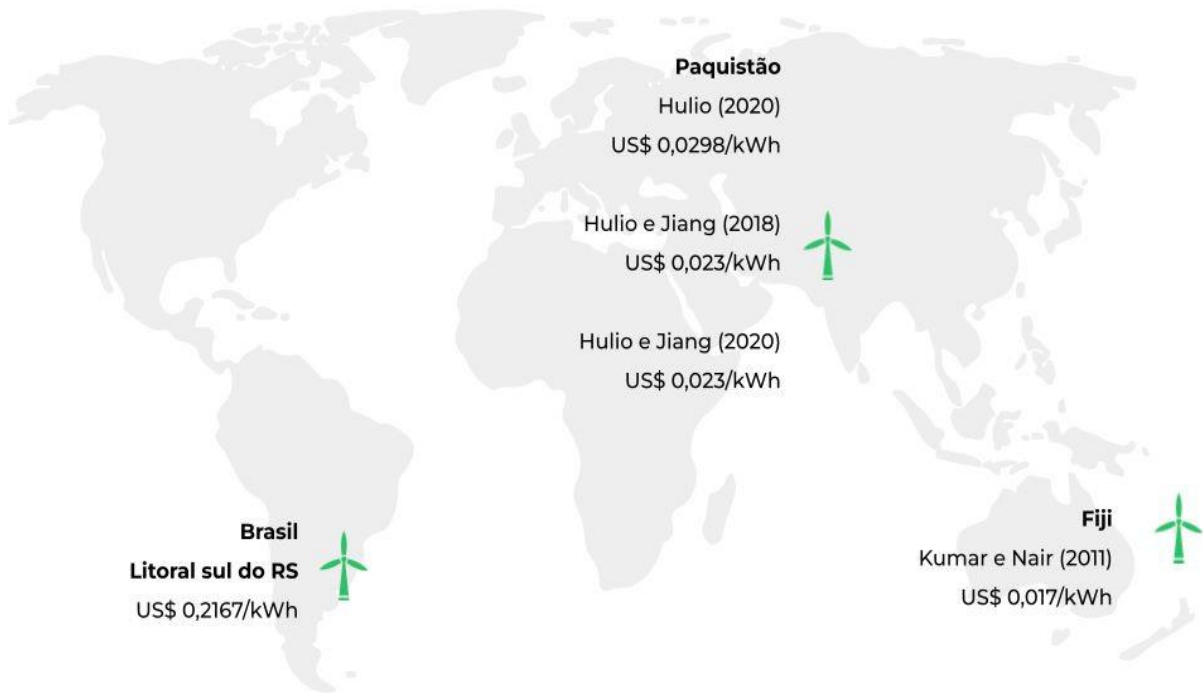 Paquistão
Hulio (2020)
US$ 0,0298/kWh
Hulio e Jiang (2018)
US$ 0,023/kWh
Hulio e Jiang (2020)
US$ 0,023/kWh
Brasil
Litoral sul do RS
US$ 0,2167/kWh
Fiji
Kumar e Nair (2011)
US$ 0,017/kWh